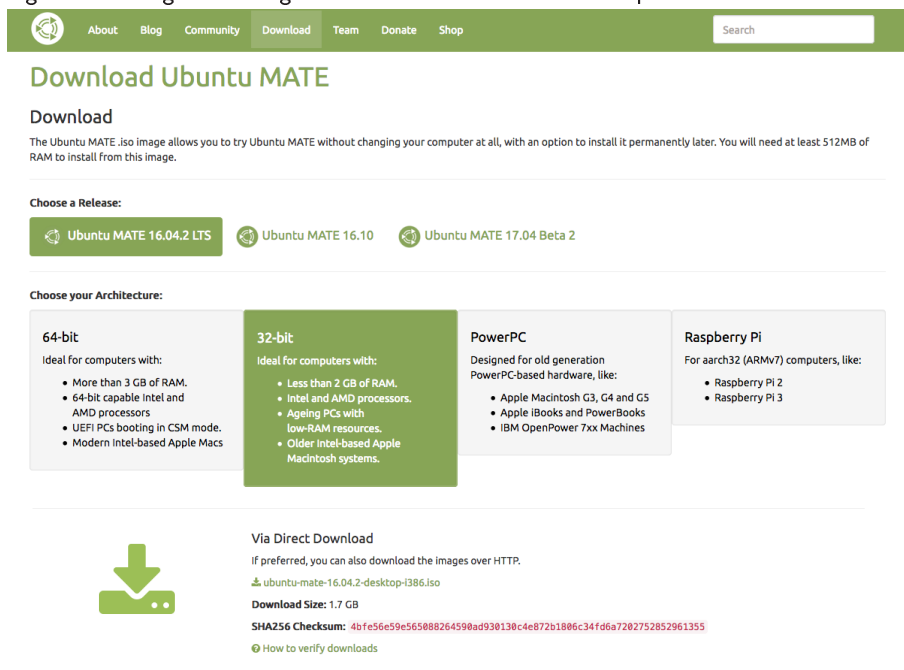 About Blog Community Download Team Donate Shop Search
Download Ubuntu MATE
Download
The Ubuntu MATE .iso image allows you to try Ubuntu MATE without changing your computer at all, with an option to install it permanently later. You will need at least 512MB of
RAM to install from this image.
Choose a Release:
Ubuntu MATE 16.04.2 LTS Ubuntu MATE 16.10 Ubuntu MATE 17.04 Beta 2
Choose your Architecture:
64-bit
Ideal for computers with:
• More than 3 GB of RAM.
• 64-bit capable Intel and
AMD processors
• UEFI PCs booting in CSM mode.
• Modern Intel-based Apple Macs
32-bit
Ideal for computers with:
• Less than 2 GB of RAM.
• Intel and AMD processors.
• Ageing PCs with
low-RAM resources.
• Older Intel-based Apple
Macintosh systems.
PowerPC
Designed for old generation
PowerPC-based hardware, like:
• Apple Macintosh G3, G4 and G5
• Apple iBooks and PowerBooks
• IBM OpenPower 7xx Machines
Raspberry Pi
For aarch32 (ARMv7) computers, like:
• Raspberry Pi 2
• Raspberry Pi 3
Via Direct Download
If preferred, you can also download the images over HTTP.
ubuntu-mate-16.04.2-desktop-i386.iso
Download Size: 1.7 GB
SHA256 Checksum: 4bfe56e59e565088264590ad930130c4e872b1806c34fd6a7202752852961355
How to verify downloads